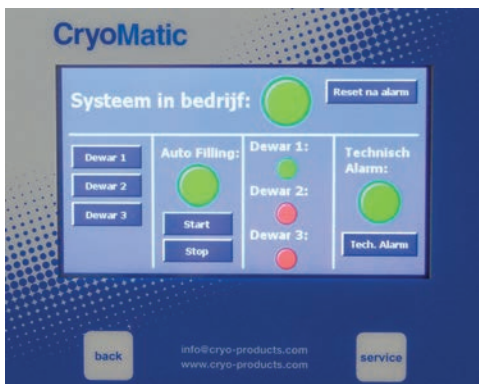 CryoMatic
Systeem in bedrijf:
Reset na alarm
Dewar 1
Dewar 2
Dewar 3
Auto Filling:
Start
Stop
Dewar 1:
Dewar 2:
Dewar 3:
Technisch
Alarm:
Tech. Alarm
back
info@cryo-products.com
www.cryo-products.com
service